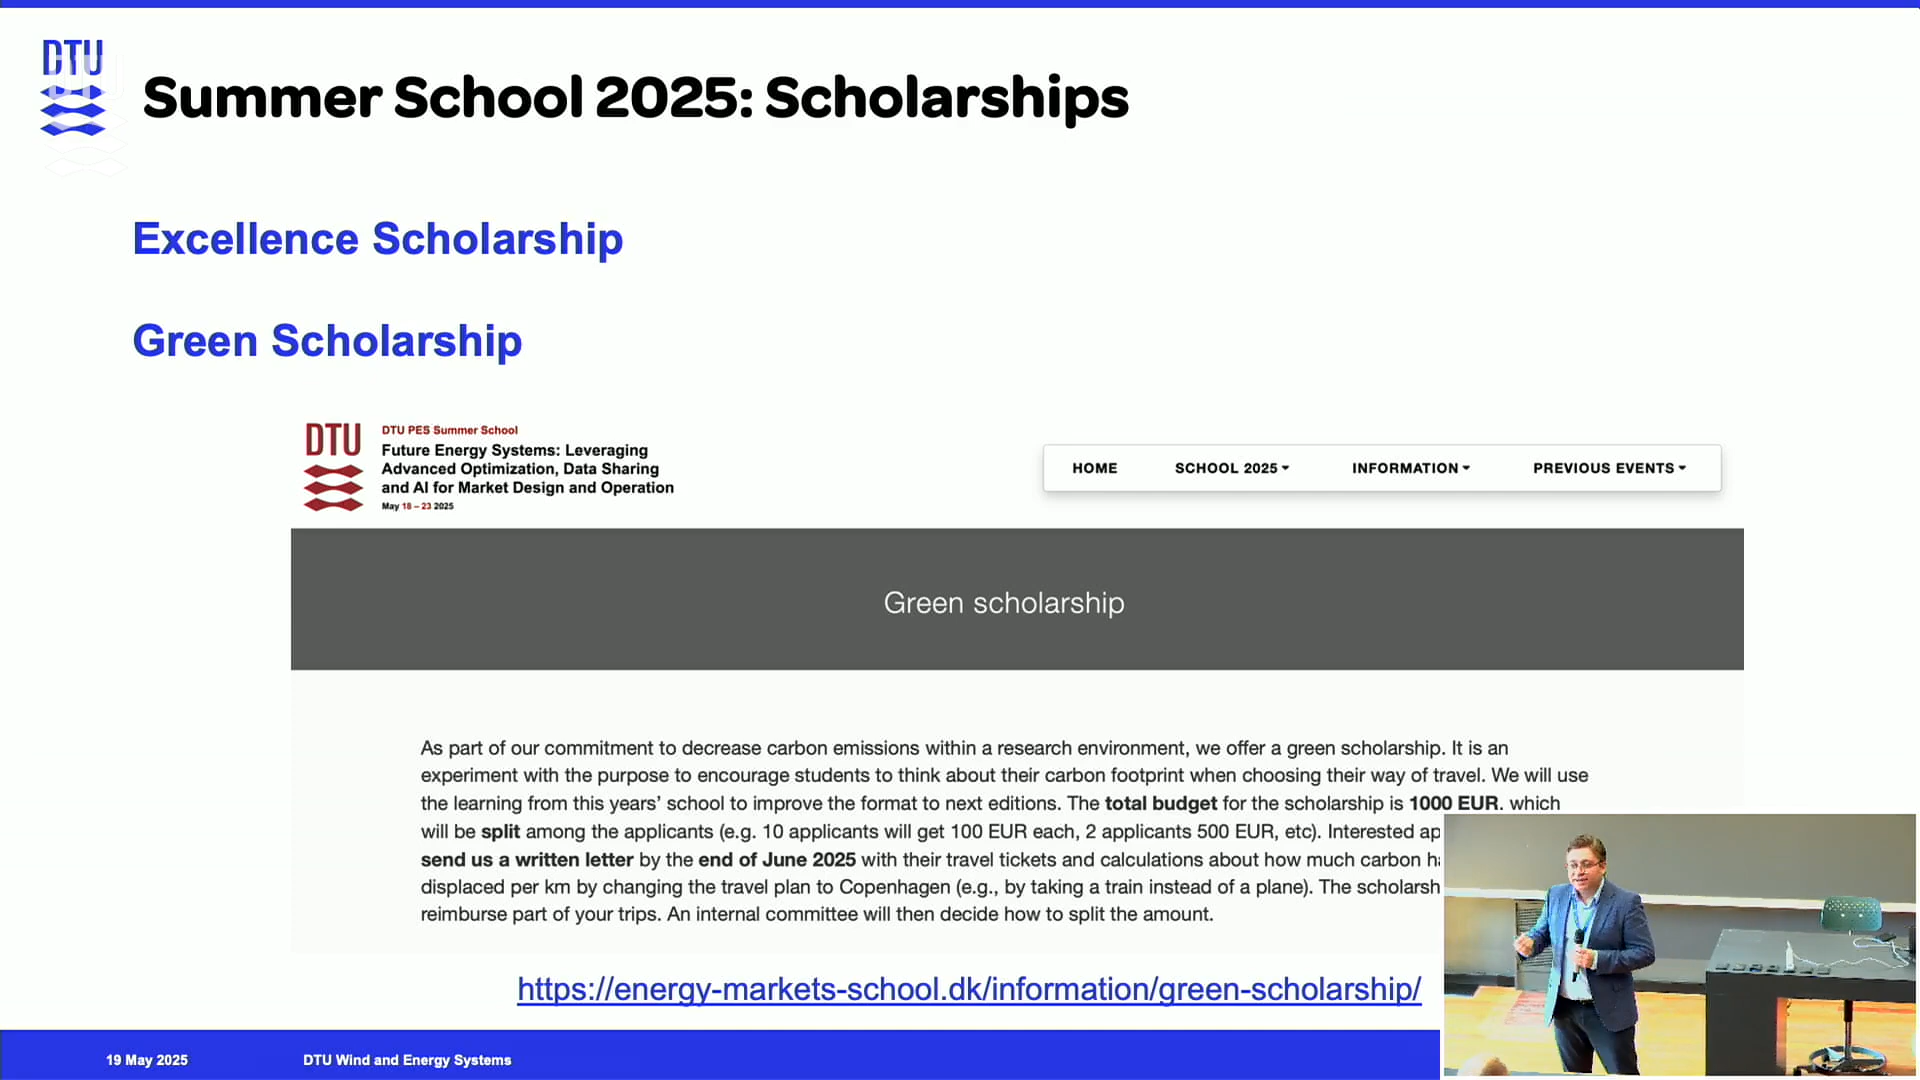 DTU
Summer School 2025: Scholarships
Excellence Scholarship
Green Scholarship
DTU
DTU PES Summer School
Future Energy Systems: Leveraging
Advanced Optimization, Data Sharing
and AI for Market Design and Operation
May 18 – 23 2025
HOME
SCHOOL 2025
INFORMATION
PREVIOUS EVENTS
Green scholarship
As part of our commitment to decrease carbon emissions within a research environment, we offer a green scholarship. It is an
experiment with the purpose to encourage students to think about their carbon footprint when choosing their way of travel. We will use
the learning from this years’ school to improve the format to next editions. The total budget for the scholarship is 1000 EUR. which
will be split among the applicants (e.g. 10 applicants will get 100 EUR each, 2 applicants 500 EUR, etc). Interested
send us a written letter by the end of June 2025 with their travel tickets and calculations about how much carbon
displaced per km by changing the travel plan to Copenhagen (e.g., by taking a train instead of a plane). The
reimburse part of your trips. An internal committee will then decide how to split the amount.
https://energy-markets-school.dk/information/green-scholarship/
19 May 2025
DTU Wind and Energy Systems